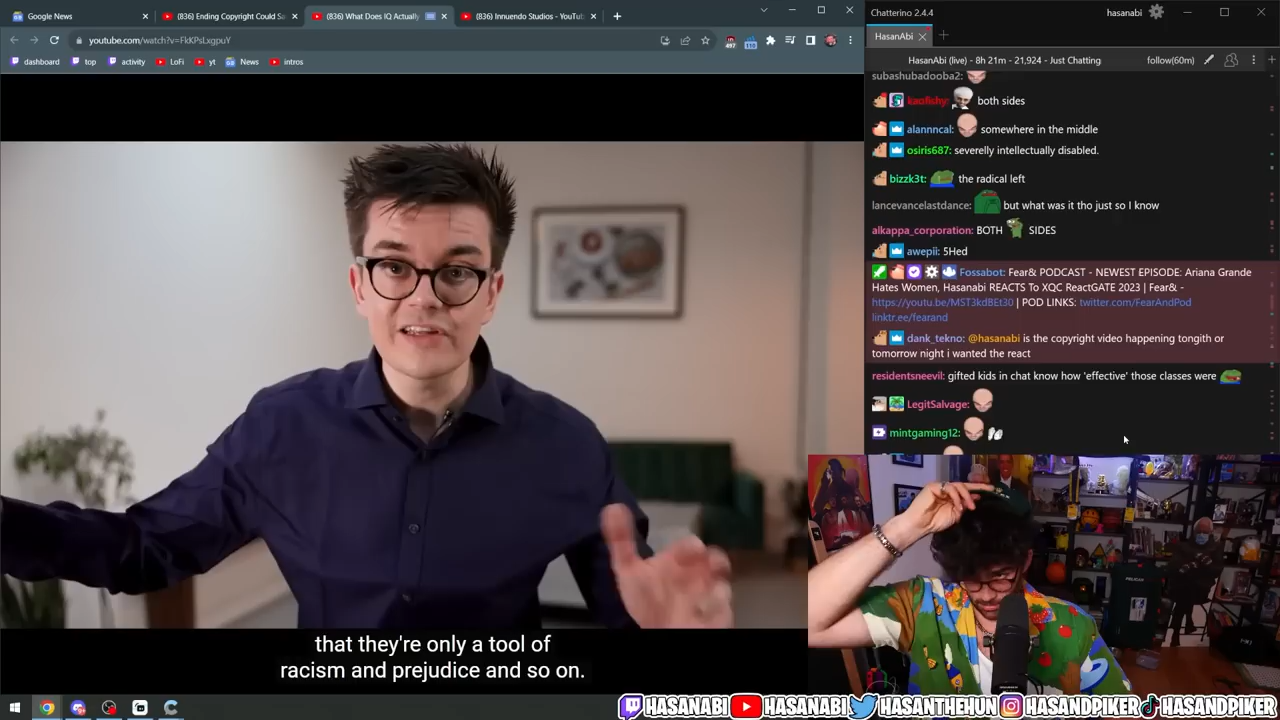 Google News
(836) Ending Copyright Could Sa
(836) What Does IQ Actually
(836) Innuendo Studios - YouTub
youtube.com/watch?v=FkKPsLxgpuY
497
110
dashboard
top
activity
LoFi
yt
News
intros
that they're only a tool of
racism and prejudice and so on.
Chatterino 2.4.4
hasanabi
HasanAbi
HasanAbi (live) - 8h 21m - 21,924 - Just Chatting
follow(60m)
subashubadooba2:
both sides
alannncal: somewhere in the middle
osiris687: severelly intellectually disabled.
bizzk3t: the radical left
lancevancelastdance: but what was it tho just so I know
alkappa_corporation: BOTH SIDES
awepii: 5Hed
Fossabot: Fear& PODCAST - NEWEST EPISODE: Ariana Grande
Hates Women, Hasanabi REACTS To XQC ReactGATE 2023 | Fear& -
https://youtu.be/MST3kdBEt30 | POD LINKS: twitter.com/FearAndPod
linktr.ee/fearand
dank_tekno: @hasanabi is the copyright video happening tongith or
tomorrow night i wanted the react
residentsneevil: gifted kids in chat know how 'effective' those classes were
LegitSalvage:
mintgaming12:
PELICAN
HASANABI HASANABI HASANTHEHUN HASANDPIKER HASANDPIKER